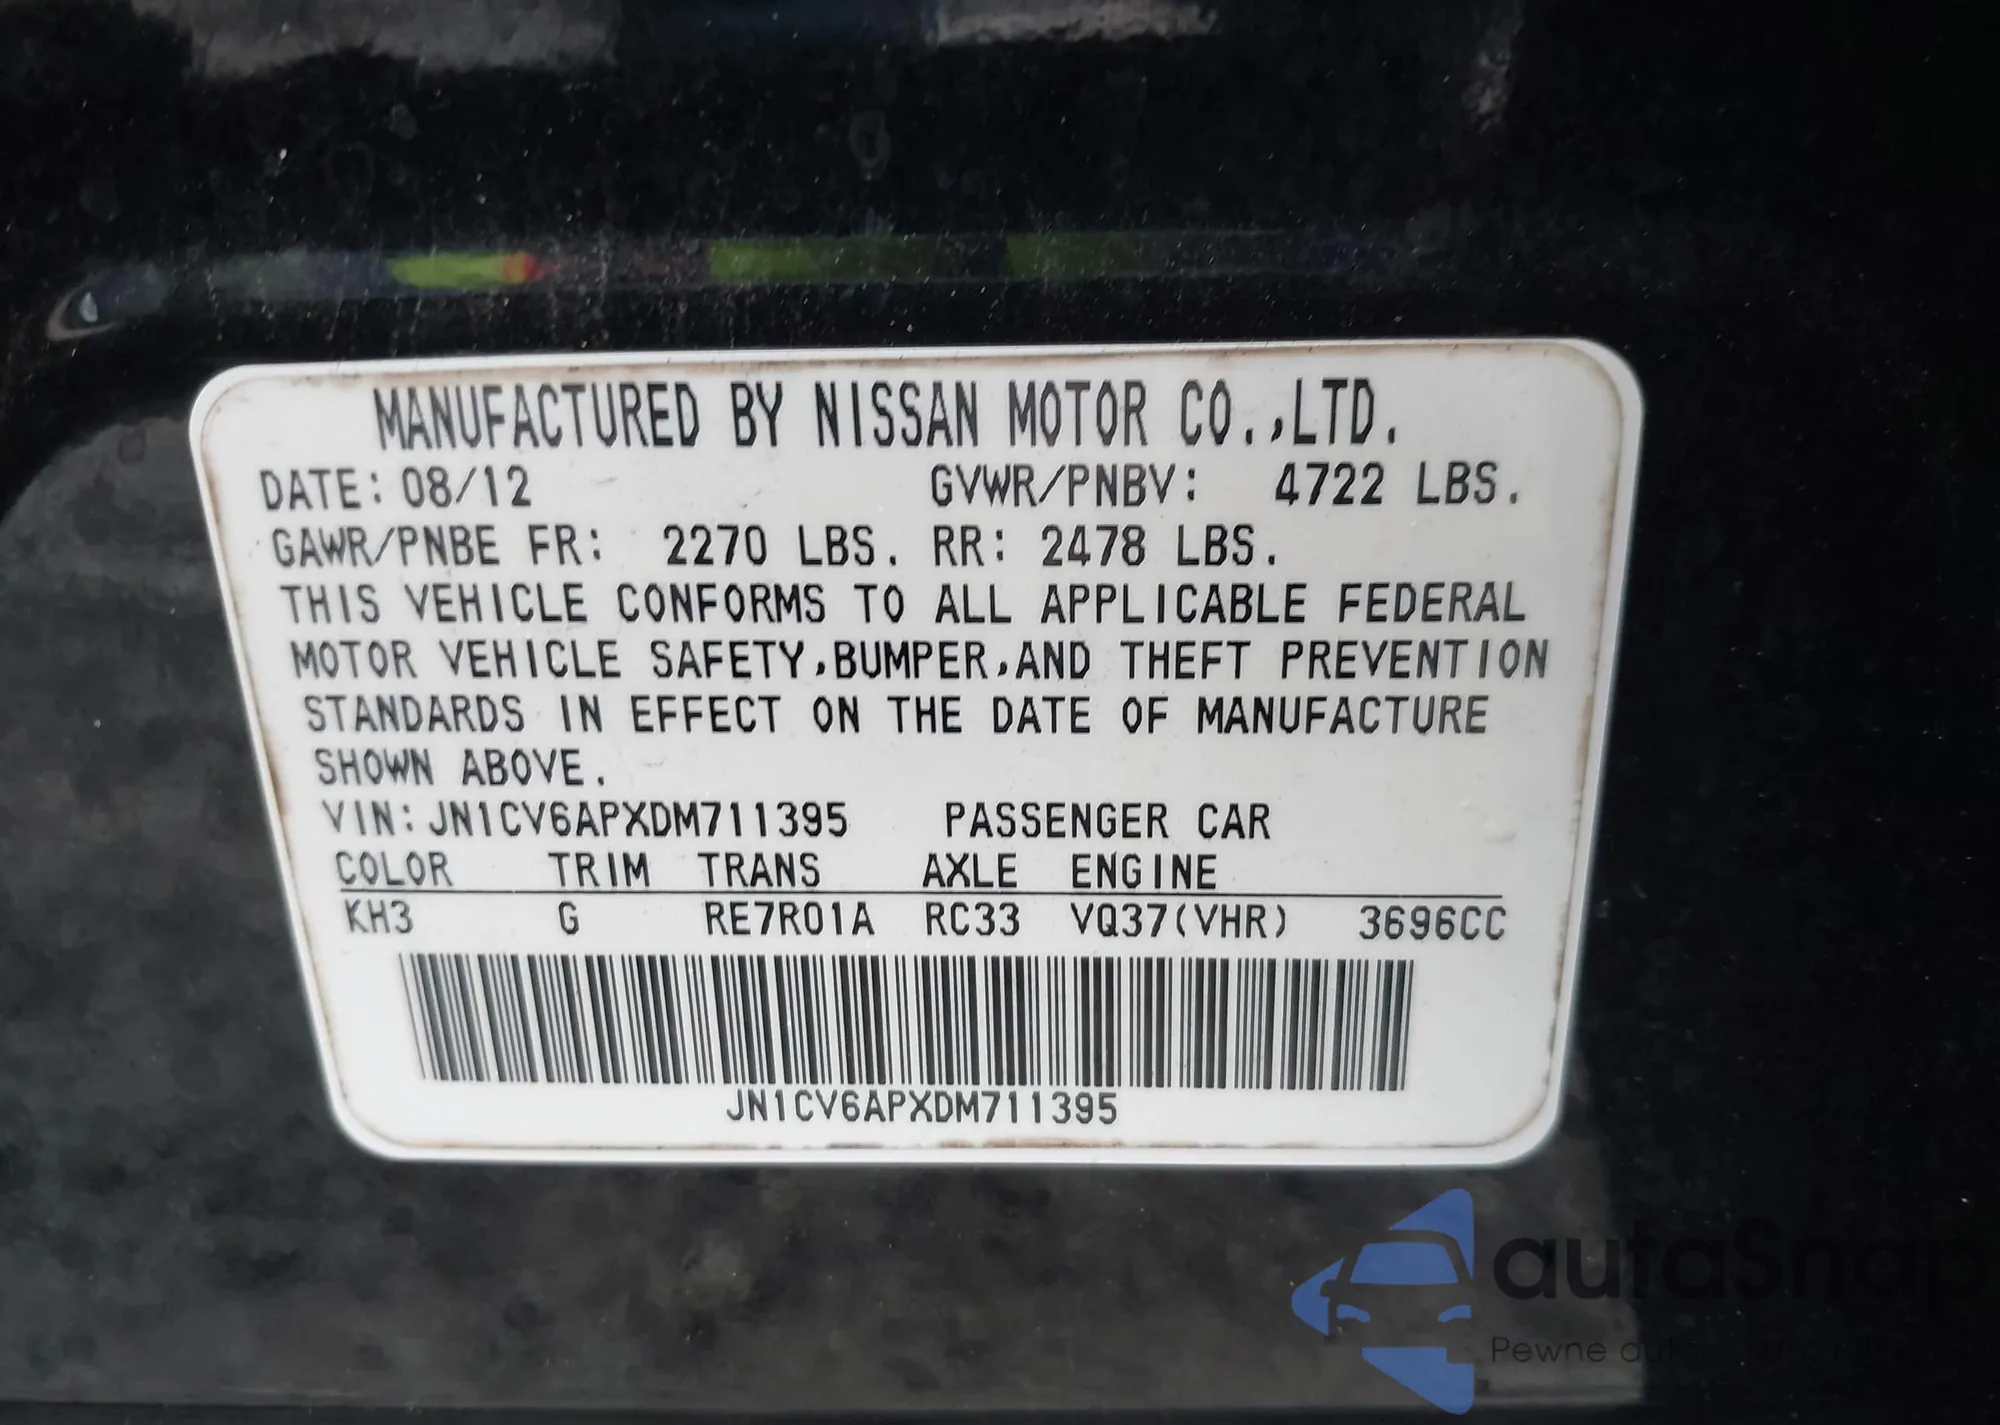 MANUFACTURED BY NISSAN MOTOR CO.,LTD.
DATE: 08/12 GVWR/PNBV: 4722 LBS.
GAWR/PNBE FR: 2270 LBS. RR: 2478 LBS.
THIS VEHICLE CONFORMS TO ALL APPLICABLE FEDERAL
MOTOR VEHICLE SAFETY,BUMPER,AND THEFT PREVENTION
STANDARDS IN EFFECT ON THE DATE OF MANUFACTURE
SHOWN ABOVE.
VIN:JN1CV6APXDM711395 PASSENGER CAR
COLOR TRIM TRANS AXLE ENGINE
KH3 G RE7R01A RC33 VQ37(VHR) 3696CC
JN1CV6APXDM711395
autaSnap
Pewne